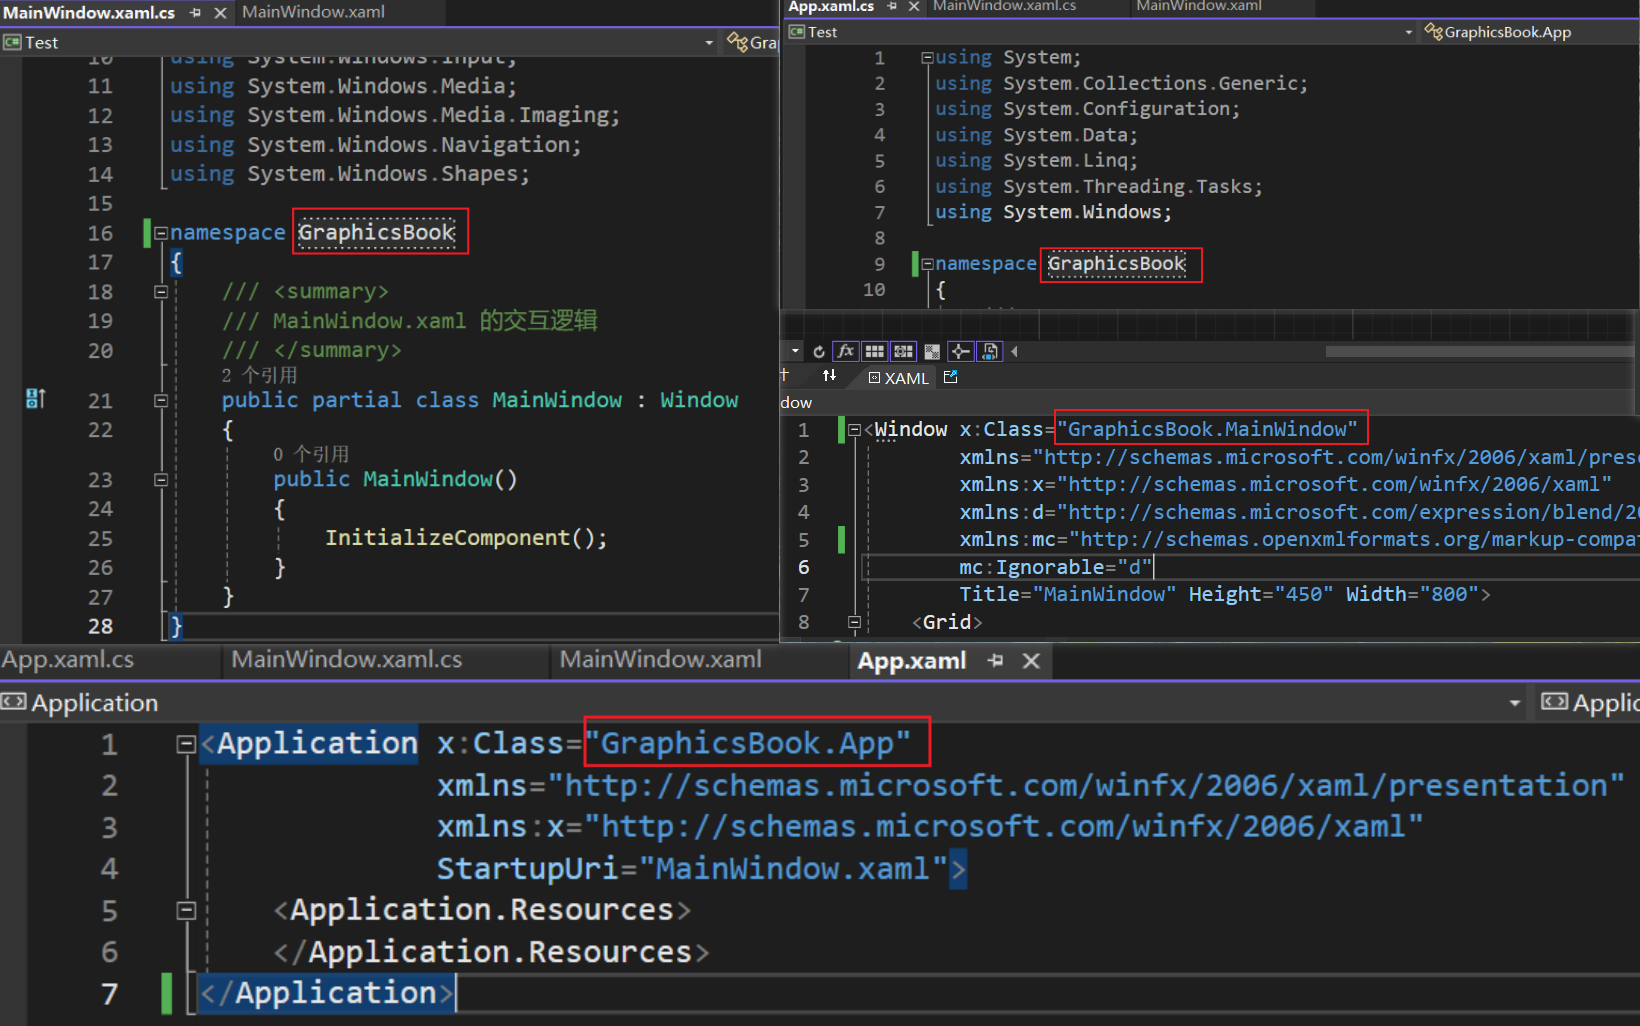 MainWindow.xaml.cs
MainWindow.xaml
Test
10 using System.Windows.Input;
11 using System.Windows.Media;
12 using System.Windows.Media.Imaging;
13 using System.Windows.Navigation;
14 using System.Windows.Shapes;
15
16 namespace GraphicsBook
17 {
18 /// <summary>
19 /// MainWindow.xaml 的交互逻辑
20 /// </summary>
2 个引用
21 public partial class MainWindow : Window
22 {
0 个引用
23 public MainWindow()
24 {
25 InitializeComponent();
26 }
27 }
28 }
App.xaml.cs
MainWindow.xaml.cs
MainWindow.xaml
Test
GraphicsBook.App
1 using System;
2 using System.Collections.Generic;
3 using System.Configuration;
4 using System.Data;
5 using System.Linq;
6 using System.Threading.Tasks;
7 using System.Windows;
8
9 namespace GraphicsBook
10 {
fx
XAML
dow
1 <Window x:Class="GraphicsBook.MainWindow"
2 xmlns="http://schemas.microsoft.com/winfx/2006/xaml/pres
3 xmlns:x="http://schemas.microsoft.com/winfx/2006/xaml"
4 xmlns:d="http://schemas.microsoft.com/expression/blend/20
5 xmlns:mc="http://schemas.openxmlformats.org/markup-compat
6 mc:Ignorable="d"
7 Title="MainWindow" Height="450" Width="800">
8 <Grid>
App.xaml.cs
MainWindow.xaml.cs
MainWindow.xaml
App.xaml
Application
Applic
1 <Application x:Class="GraphicsBook.App"
2 xmlns="http://schemas.microsoft.com/winfx/2006/xaml/presentation"
3 xmlns:x="http://schemas.microsoft.com/winfx/2006/xaml"
4 StartupUri="MainWindow.xaml">
5 <Application.Resources>
6 </Application.Resources>
7 </Application>